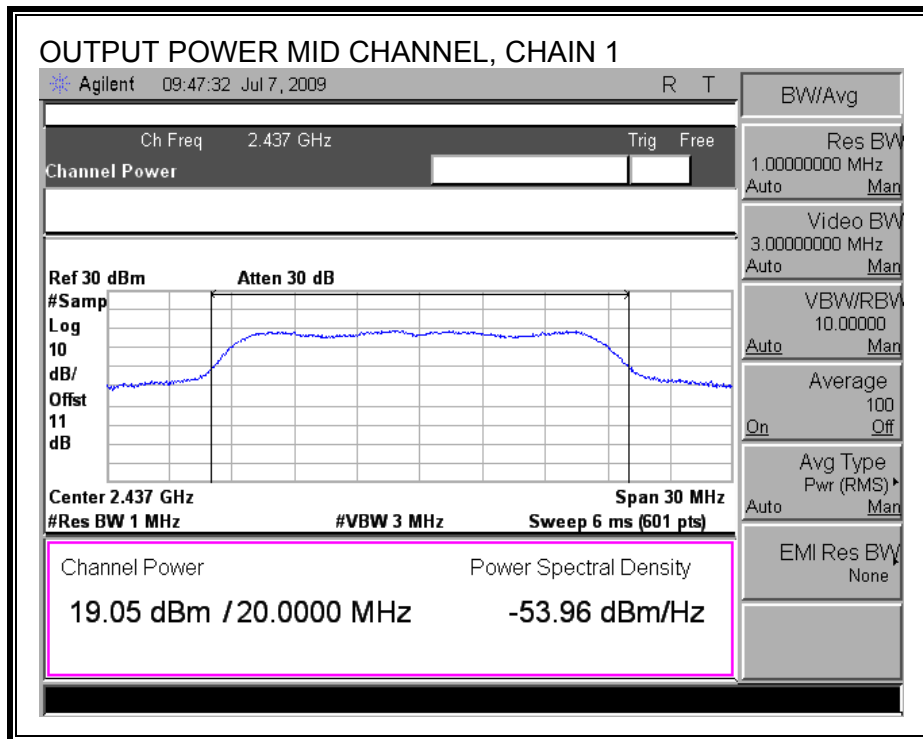 OUTPUT POWER MID CHANNEL, CHAIN 1
Agilent 09:47:32 Jul 7, 2009 R T
Ch Freq 2.437 GHz Trig Free
Channel Power
Ref 30 dBm Atten 30 dB
#Samp
Log
10
dB/
Offst
11
dB
Center 2.437 GHz Span 30 MHz
#Res BW 1 MHz #VBW 3 MHz Sweep 6 ms (601 pts)
Channel Power Power Spectral Density
19.05 dBm / 20.0000 MHz -53.96 dBm/Hz
BW/Avg
Res BW
1.00000000 MHz
Auto Man
Video BW
3.00000000 MHz
Auto Man
VBW/RBW
10.00000
Auto Man
Average
100
On Off
Avg Type
Pwr (RMS)
Auto Man
EMI Res BW
None